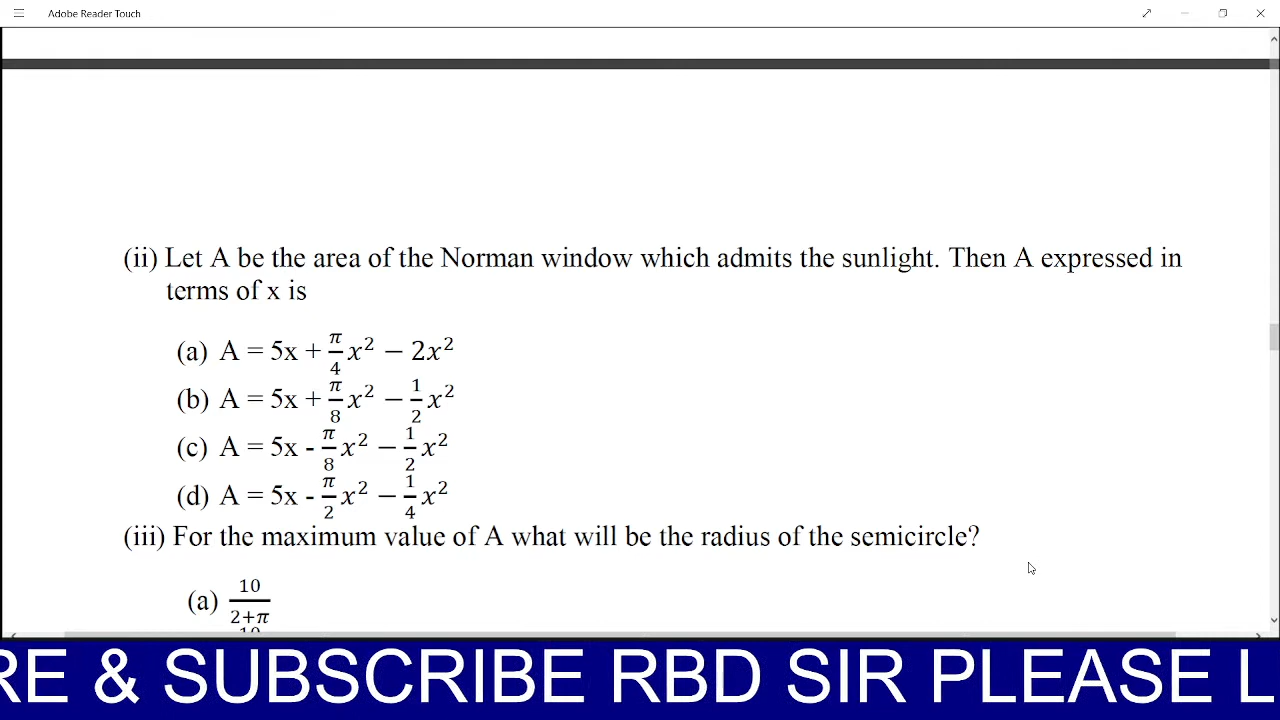 Adobe Reader Touch
(ii) Let A be the area of the Norman window which admits the sunlight. Then A expressed in
terms of x is
(a) A = 5x + π/4 x² − 2x²
(b) A = 5x + π/8 x² − 1/2 x²
(c) A = 5x - π/8 x² − 1/2 x²
(d) A = 5x - π/2 x² − 1/4 x²
(iii) For the maximum value of A what will be the radius of the semicircle?
(a) 10/2+π
10
RE & SUBSCRIBE RBD SIR PLEASE L